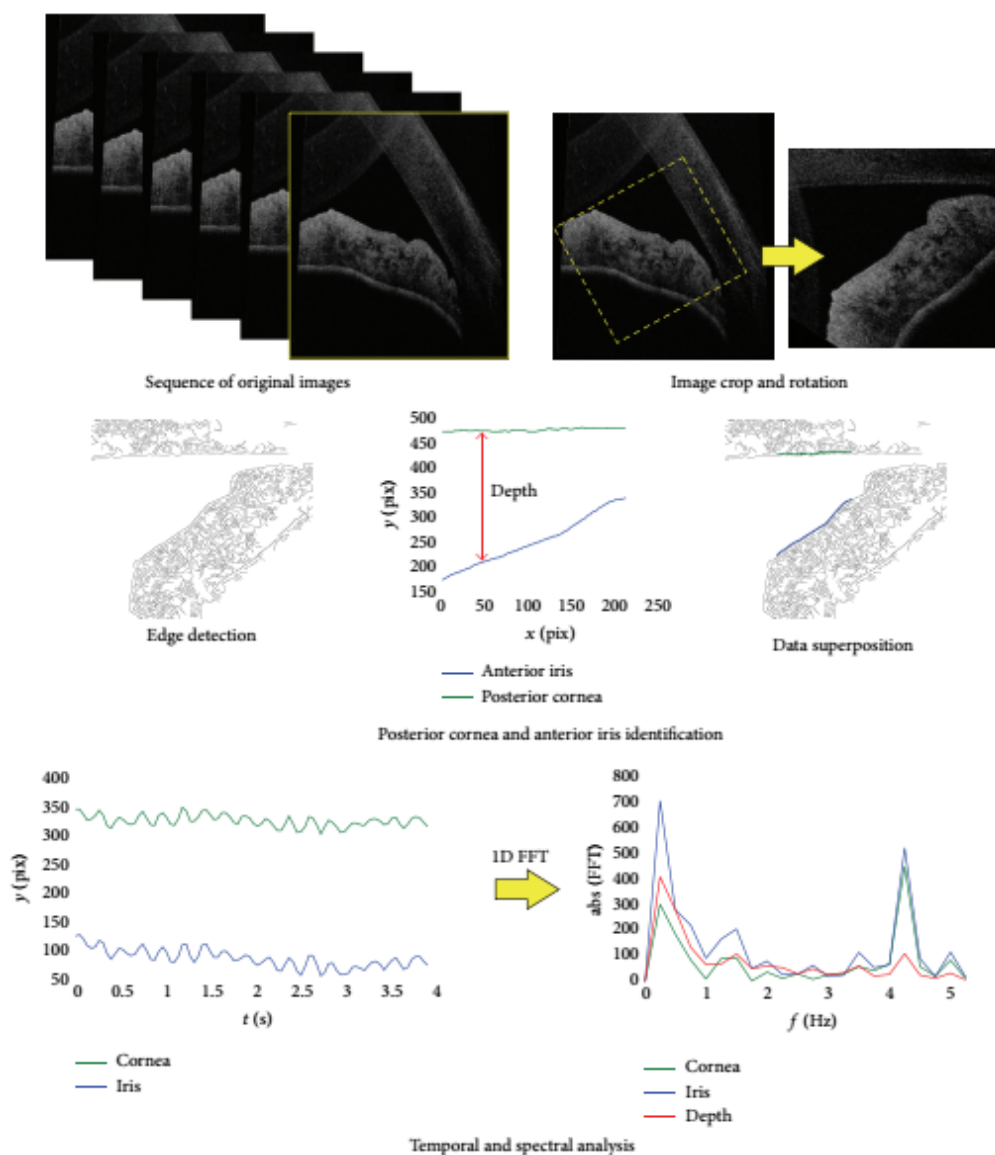 Sequence of original images
Image crop and rotation
500
450
400
350
300
250
200
150
y (pix)
Depth
0 50 100 150 200 250
x (pix)
Edge detection
Data superposition
Anterior iris
Posterior cornea
Posterior cornea and anterior iris identification
400
350
300
250
200
150
100
50
y (pix)
0 0.5 1 1.5 2 2.5 3 3.5 4
t (s)
Cornea
Iris
1D FFT
800
700
600
500
400
300
200
100
0
abs (FFT)
0 1 2 3 4 5
f (Hz)
Cornea
Iris
Depth
Temporal and spectral analysis